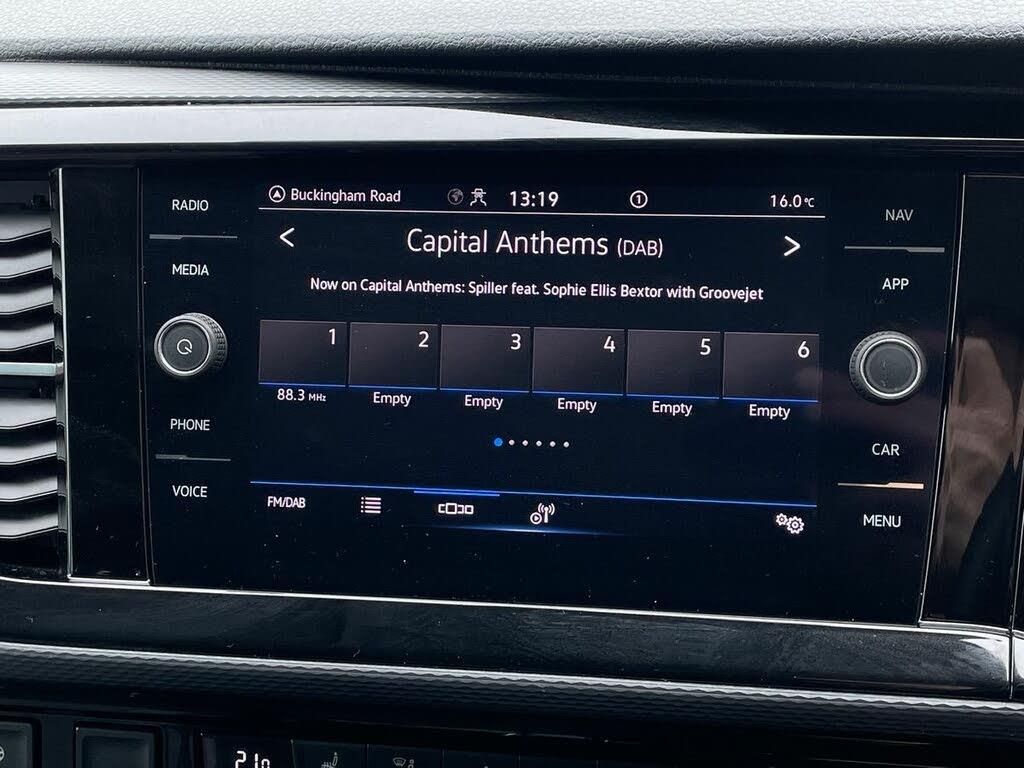 RADIO
MEDIA
PHONE
VOICE
Buckingham Road 13:19 1 16.0°C
< Capital Anthems (DAB) >
Now on Capital Anthems: Spiller feat. Sophie Ellis Bextor with Groovejet
1 2 3 4 5 6
88.3 MHz Empty Empty Empty Empty Empty
FM/DAB
NAV
APP
CAR
MENU